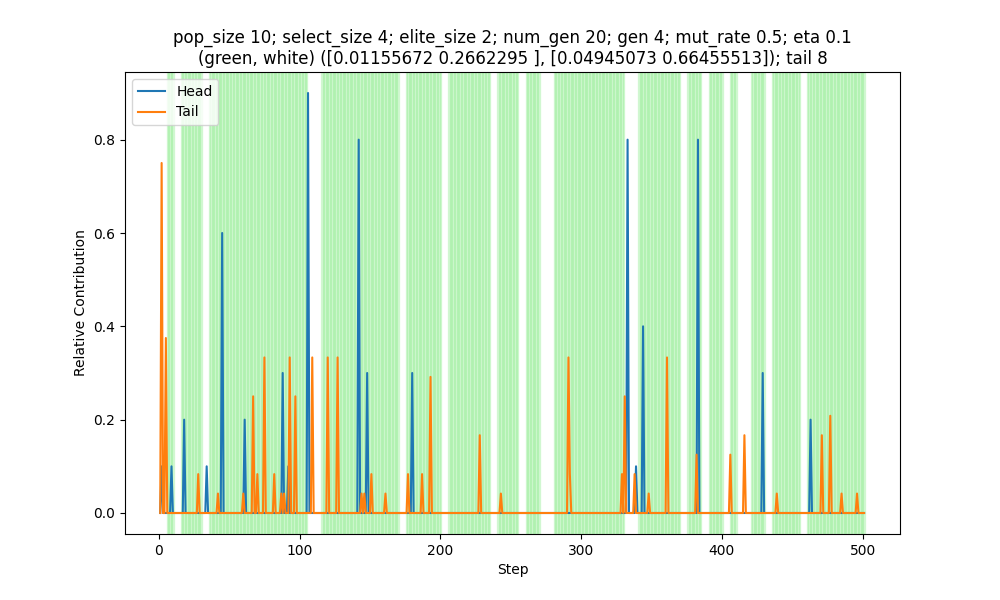 pop_size 10; select_size 4; elite_size 2; num_gen 20; gen 4; mut_rate 0.5; eta 0.1
(green, white) ([0.01155672 0.2662295 ], [0.04945073 0.66455513]); tail 8
Head
Tail
Relative Contribution
0.8
0.6
0.4
0.2
0.0
0
100
200
300
400
500
Step